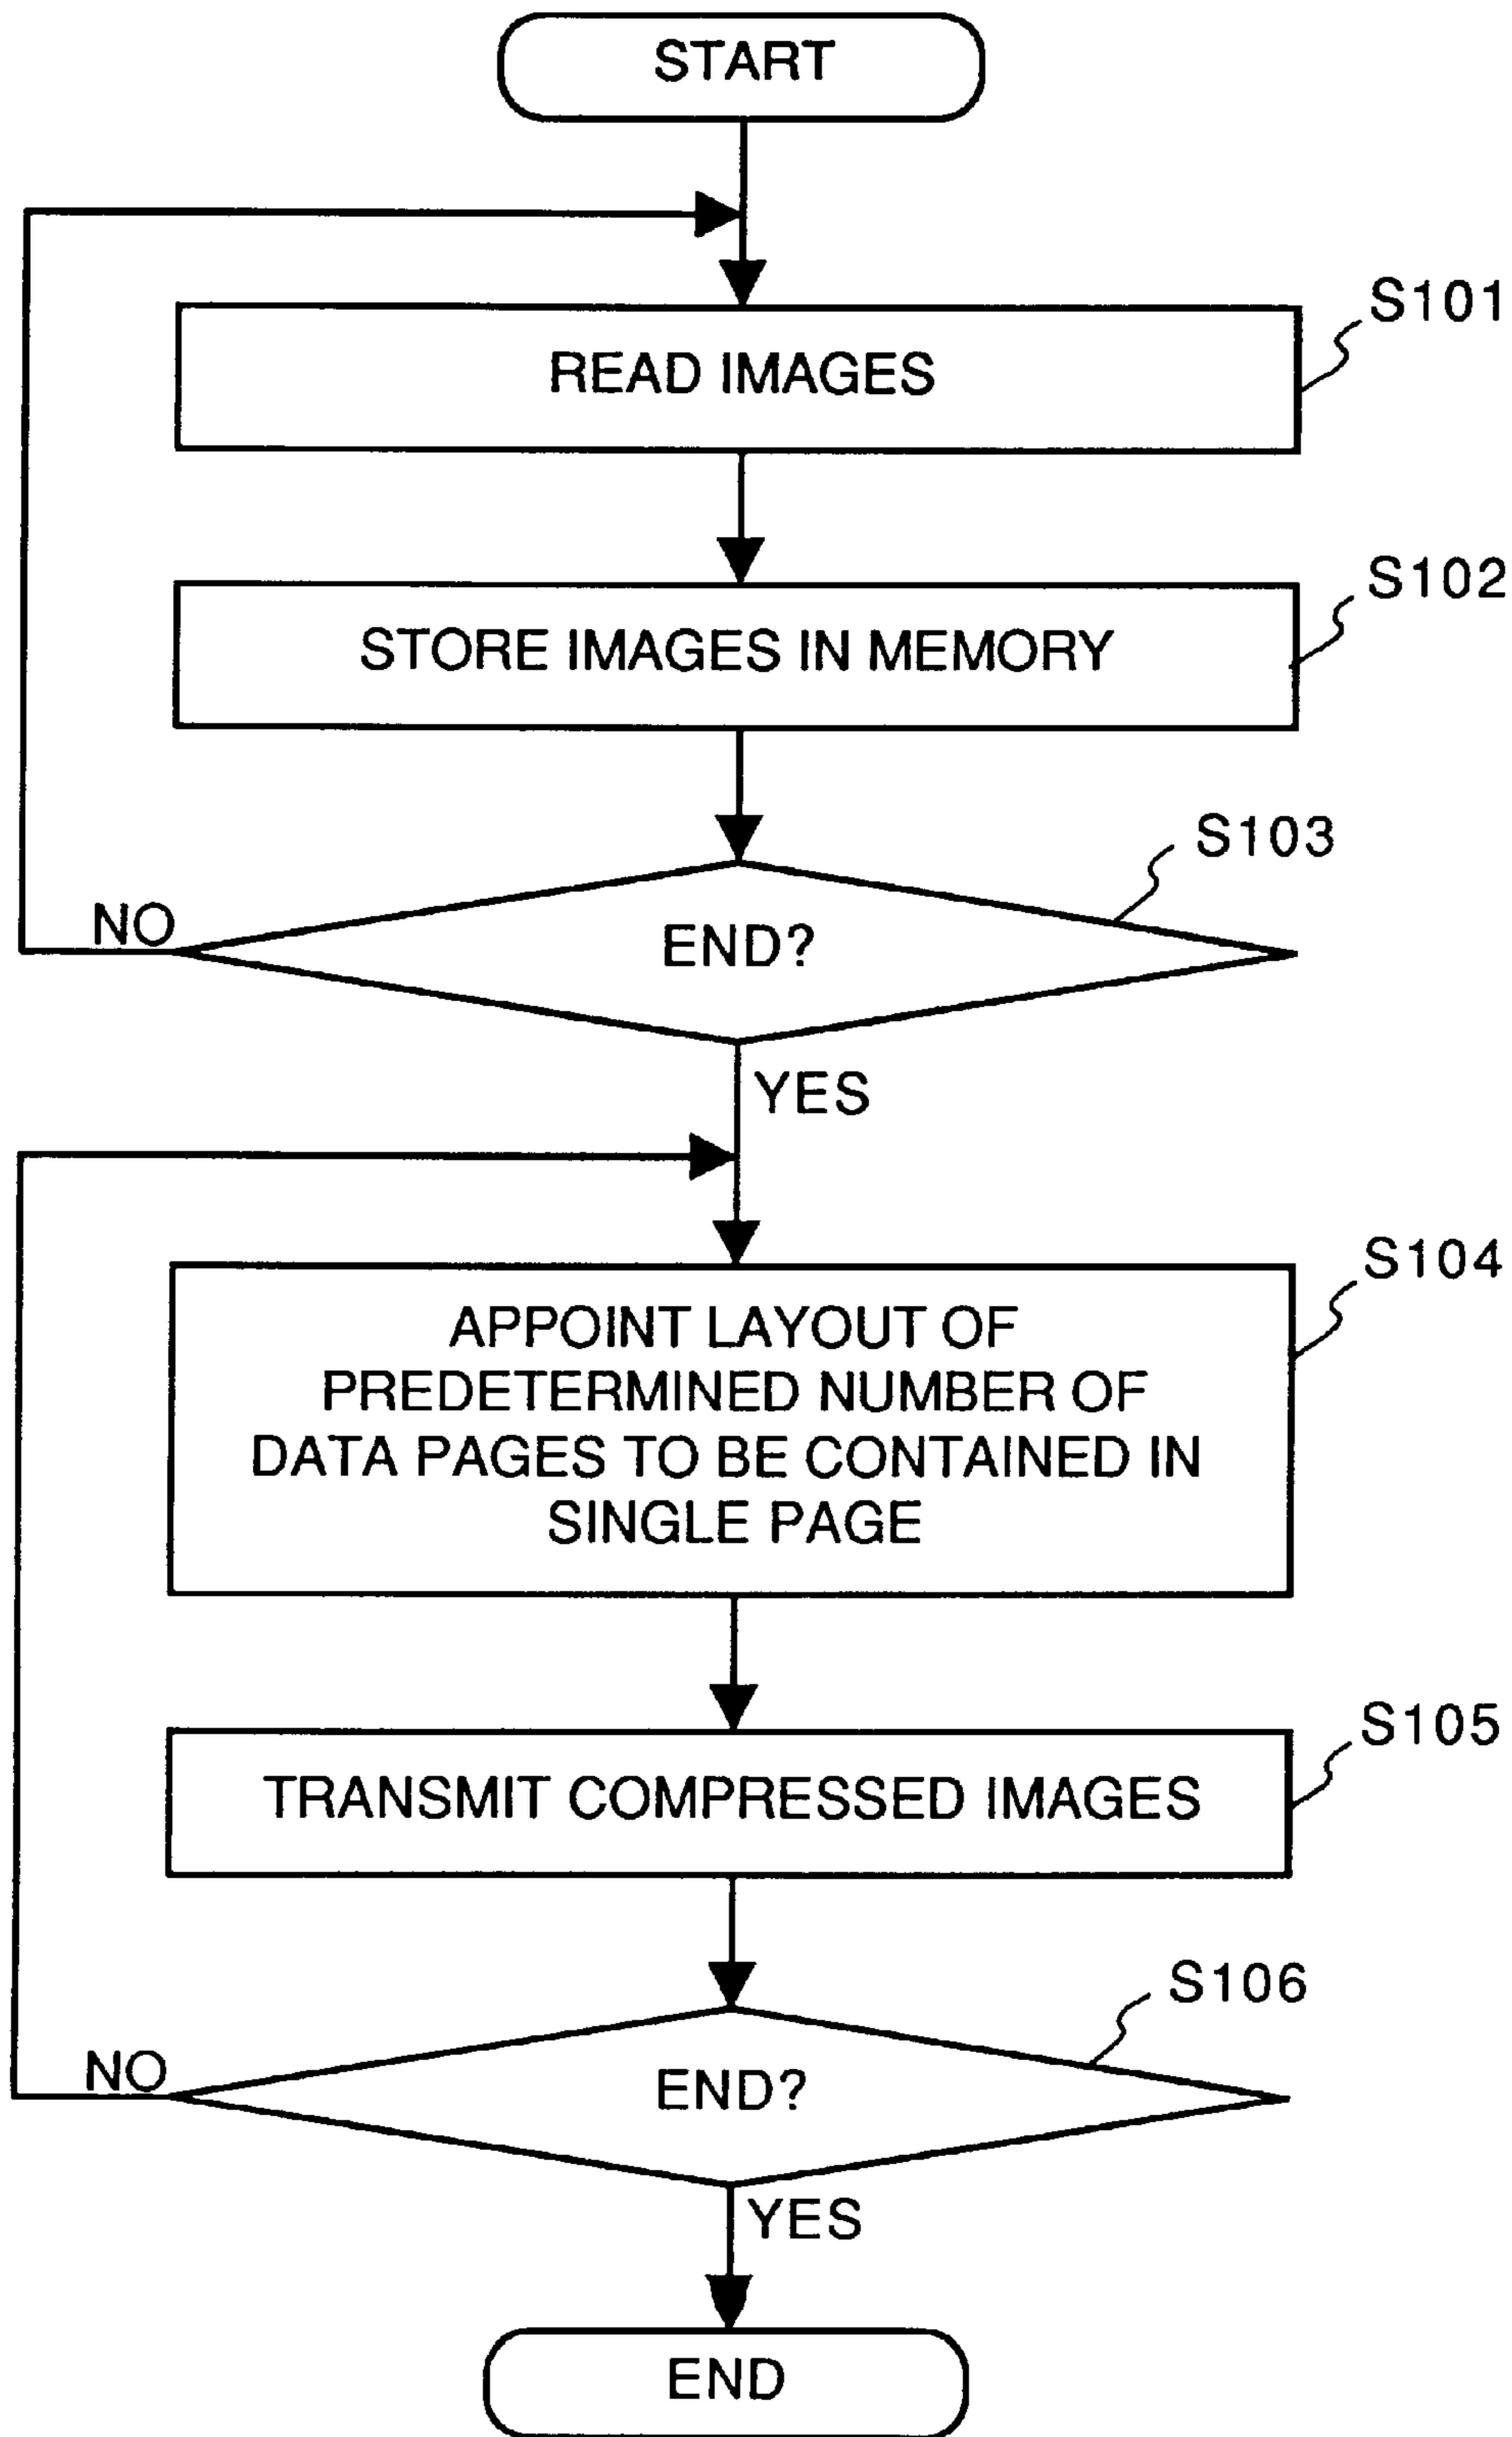 START
READ IMAGES
S101
STORE IMAGES IN MEMORY
S102
S103
END?
NO
YES
APPOINT LAYOUT OF
PREDETERMINED NUMBER OF
DATA PAGES TO BE CONTAINED IN
SINGLE PAGE
S104
TRANSMIT COMPRESSED IMAGES
S105
S106
END?
NO
YES
END